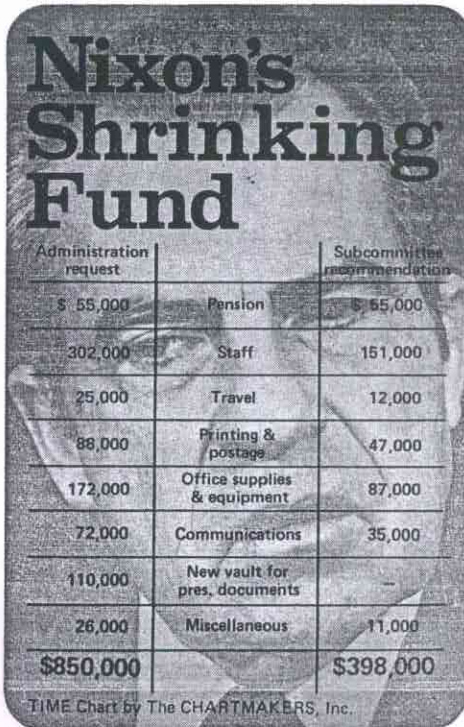 Nixon's
Shrinking
Fund
Administration
request
Subcommittee
recommendation
$ 55,000 Pension $ 55,000
302,000 Staff 151,000
25,000 Travel 12,000
88,000 Printing &
postage 47,000
172,000 Office supplies
& equipment 87,000
72,000 Communications 35,000
110,000 New vault for
pres. documents —
26,000 Miscellaneous 11,000
$850,000 $398,000
TIME Chart by The CHARTMAKERS, Inc.